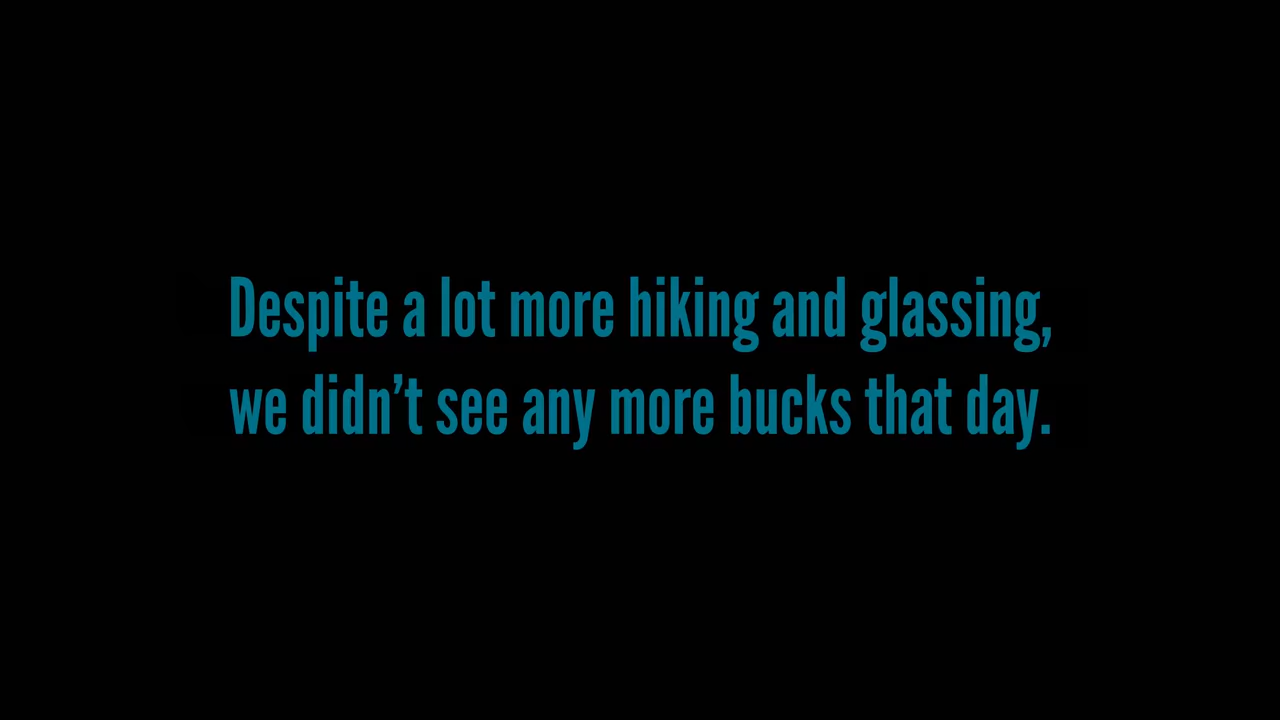 Despite a lot more hiking and glassing,
we didn’t see any more bucks that day.